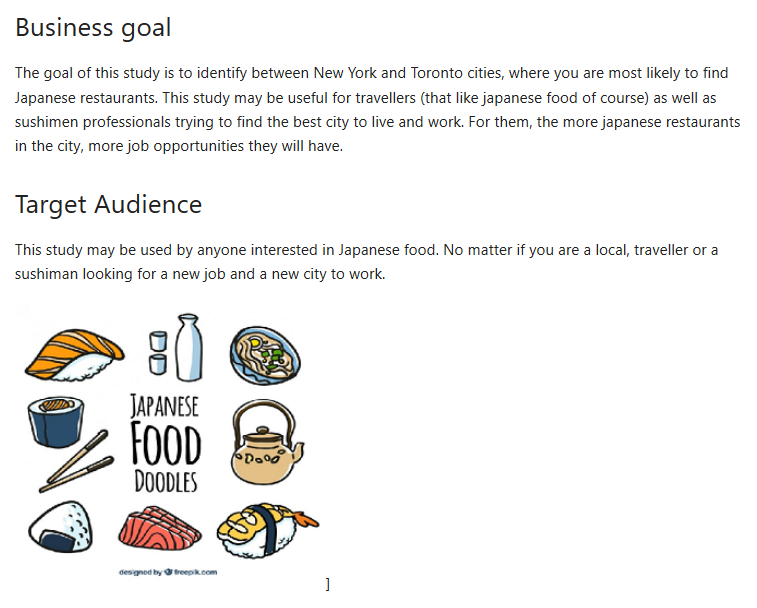 Business goal
The goal of this study is to identify between New York and Toronto cities, where you are most likely to find
Japanese restaurants. This study may be useful for travellers (that like japanese food of course) as well as
sushimen professionals trying to find the best city to live and work. For them, the more japanese restaurants
in the city, more job opportunities they will have.
Target Audience
This study may be used by anyone interested in Japanese food. No matter if you are a local, traveller or a
sushiman looking for a new job and a new city to work.
JAPANESE
FOOD
DOODLES
designed by freepik.com
]